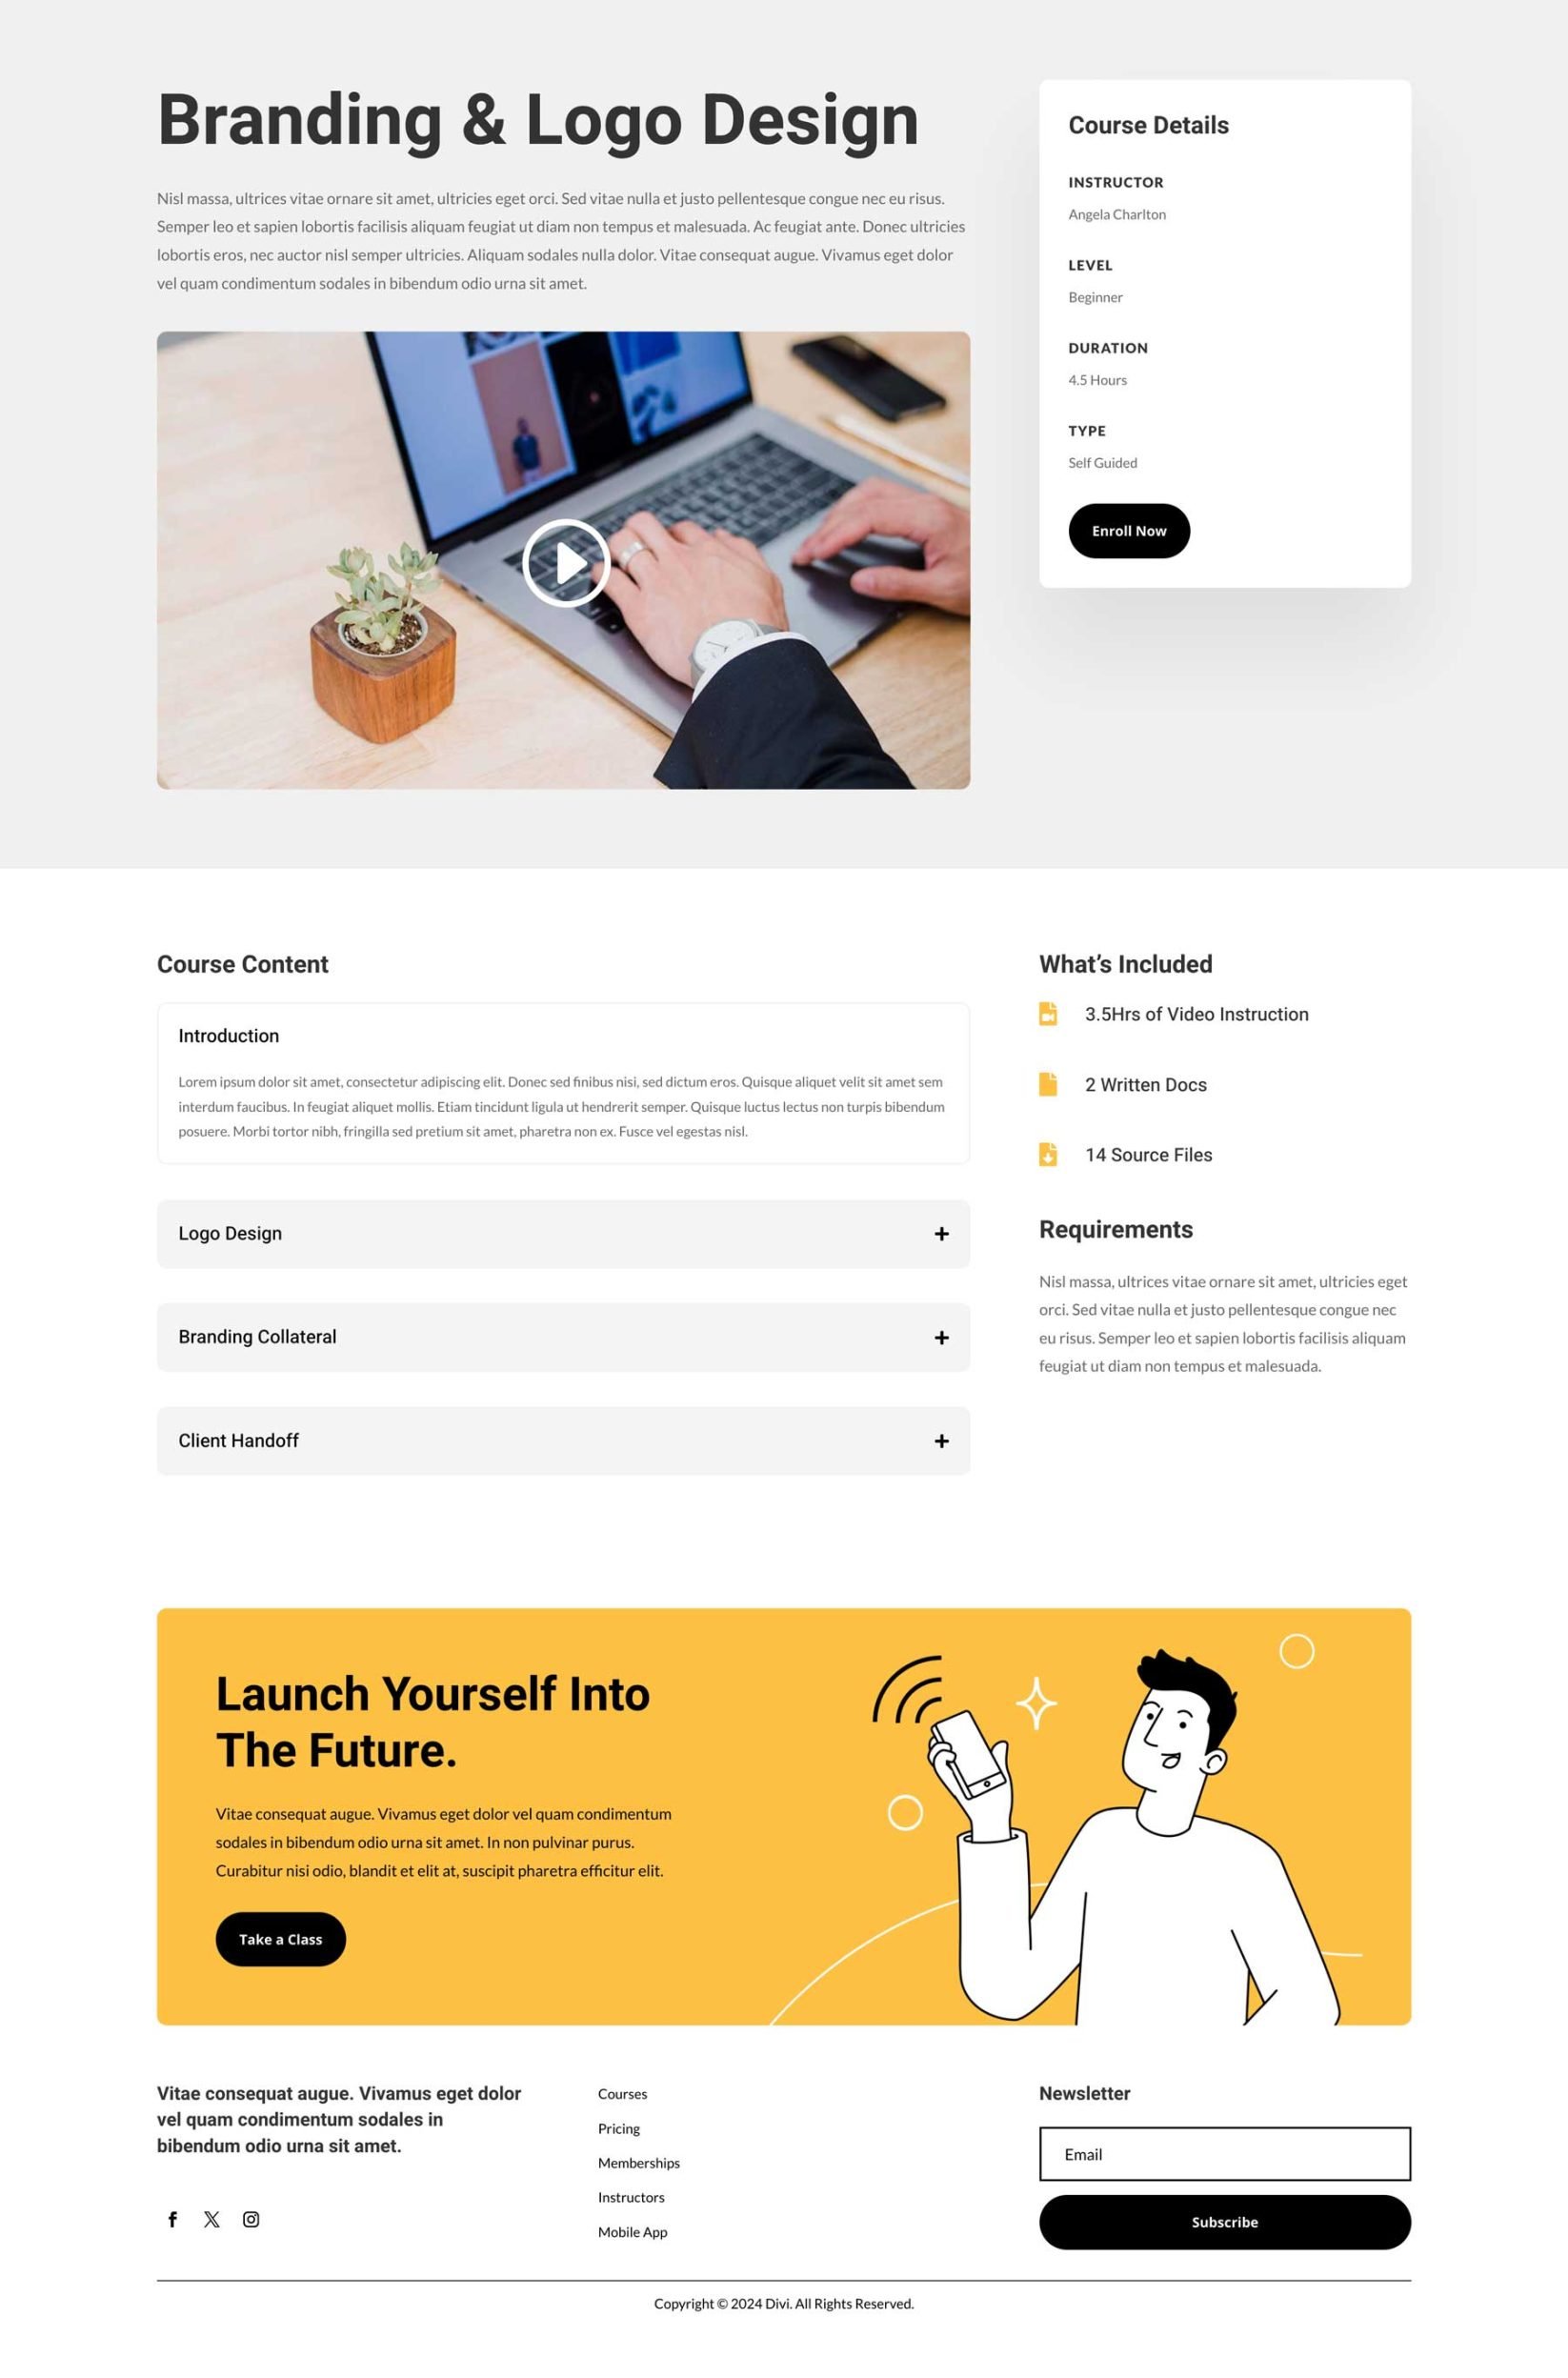 Branding & Logo Design
Nisl massa, ultrices vitae ornare sit amet, ultricies eget orci. Sed vitae nulla et justo pellentesque congue nec eu risus.
Semper leo et sapien lobortis facilisis aliquam feugiat ut diam non tempus et malesuada. Ac feugiat ante. Donec ultricies
lobortis eros, nec auctor nisl semper ultricies. Aliquam sodales nulla dolor. Vitae consequat augue. Vivamus eget dolor
vel quam condimentum sodales in bibendum odio urna sit amet.
Course Details
INSTRUCTOR
Angela Charlton
LEVEL
Beginner
DURATION
4.5 Hours
TYPE
Self Guided
Enroll Now
Course Content
Introduction
Lorem ipsum dolor sit amet, consectetur adipiscing elit. Donec sed finibus nisi, sed dictum eros. Quisque aliquet velit sit amet sem
interdum faucibus. In feugiat aliquet mollis. Etiam tincidunt ligula ut hendrerit semper. Quisque luctus lectus non turpis bibendum
posuere. Morbi tortor nibh, fringilla sed pretium sit amet, pharetra non ex. Fusce vel egestas nisl.
Logo Design
Branding Collateral
Client Handoff
What’s Included
3.5Hrs of Video Instruction
2 Written Docs
14 Source Files
Requirements
Nisl massa, ultrices vitae ornare sit amet, ultricies eget
orci. Sed vitae nulla et justo pellentesque congue nec
eu risus. Semper leo et sapien lobortis facilisis aliquam
feugiat ut diam non tempus et malesuada.
Launch Yourself Into
The Future.
Vitae consequat augue. Vivamus eget dolor vel quam condimentum
sodales in bibendum odio urna sit amet. In non pulvinar purus.
Curabitur nisi odio, blandit et elit at, suscipit pharetra efficitur elit.
Take a Class
Vitae consequat augue. Vivamus eget dolor
vel quam condimentum sodales in
bibendum odio urna sit amet.
Courses
Pricing
Memberships
Instructors
Mobile App
Newsletter
Email
Subscribe
Copyright © 2024 Divi. All Rights Reserved.